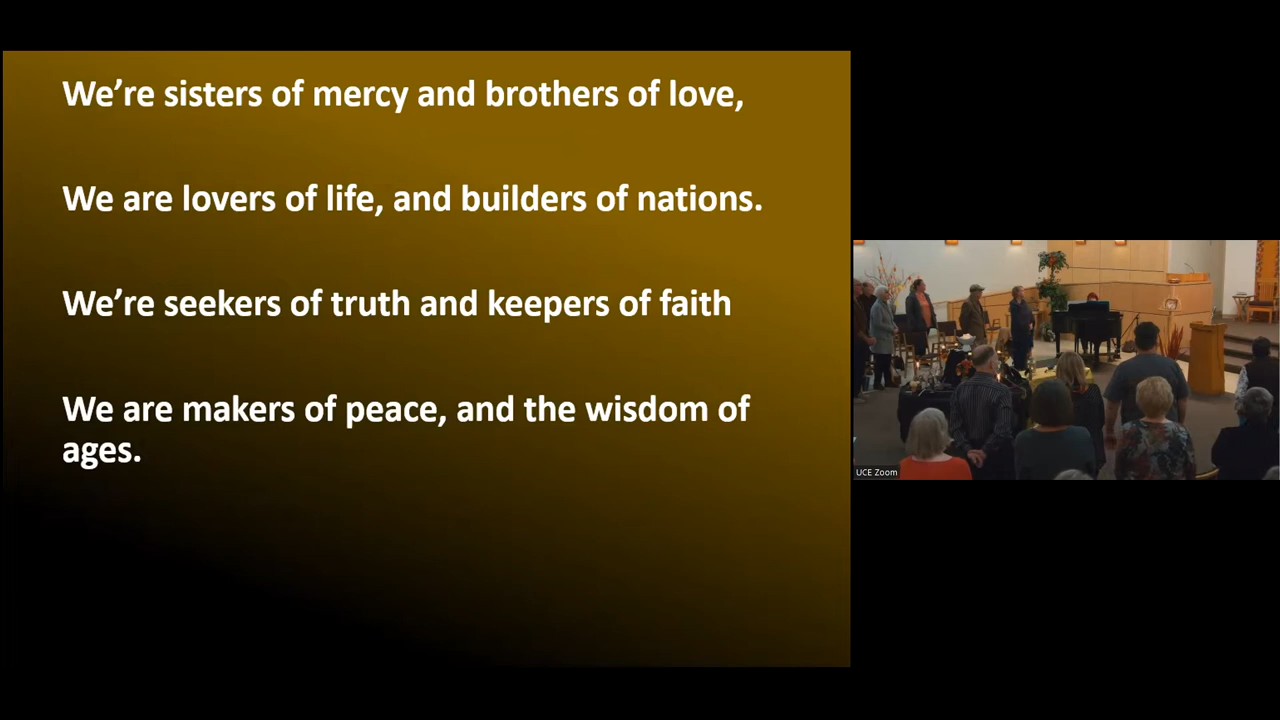 We’re sisters of mercy and brothers of love,
We are lovers of life, and builders of nations.
We’re seekers of truth and keepers of faith
We are makers of peace, and the wisdom of
ages.
UCE Zoom